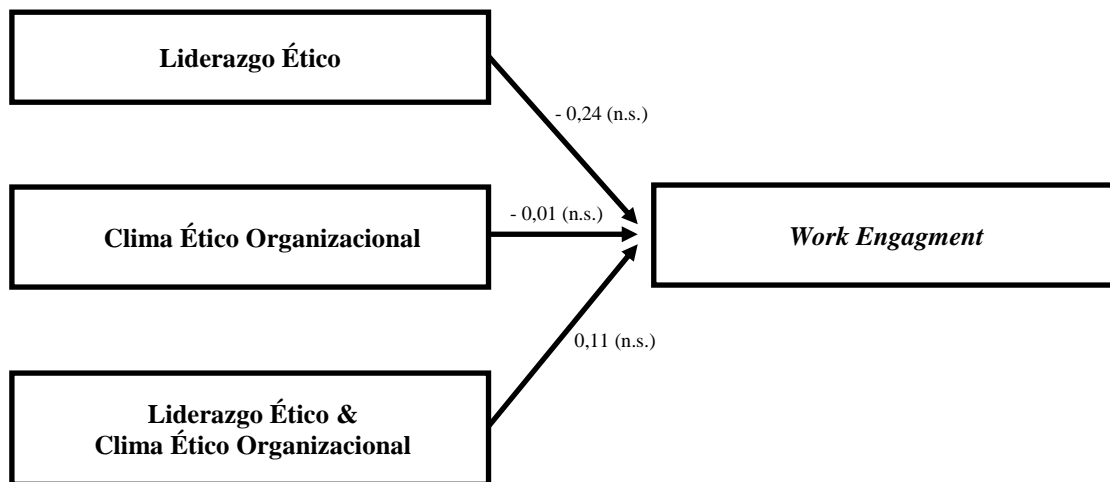 Liderazgo Ético
- 0,24 (n.s.)
Clima Ético Organizacional
- 0,01 (n.s.)
Work Engagment
0,11 (n.s.)
Liderazgo Ético &
Clima Ético Organizacional